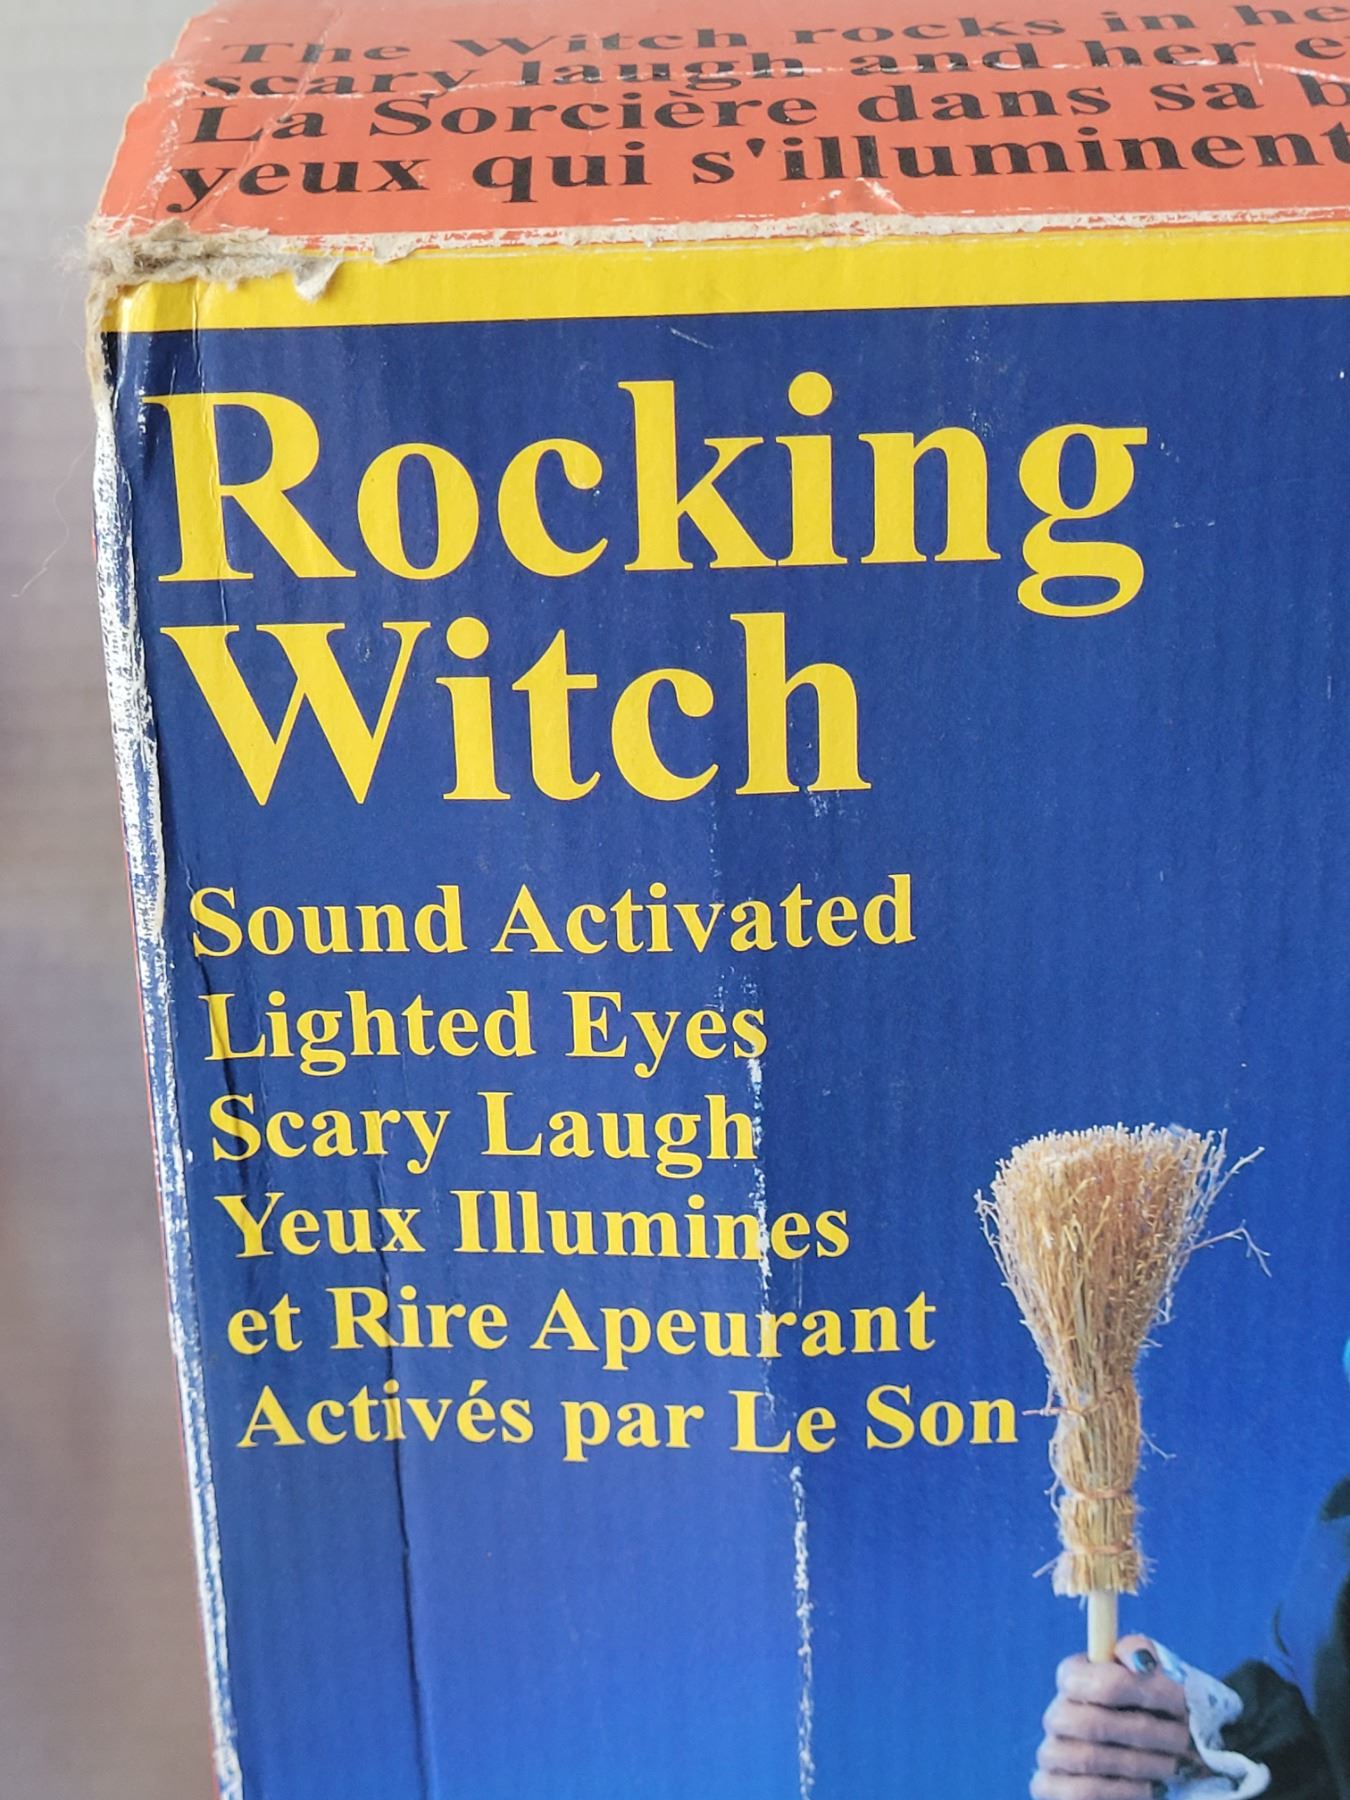 The Witch rocks in
scary laugh and her
La Sorcière dans sa
yeux qui s'illuminent
Rocking
Witch
Sound Activated
Lighted Eyes
Scary Laugh
Yeux Illumines
et Rire Apeurant
Activés par Le Son